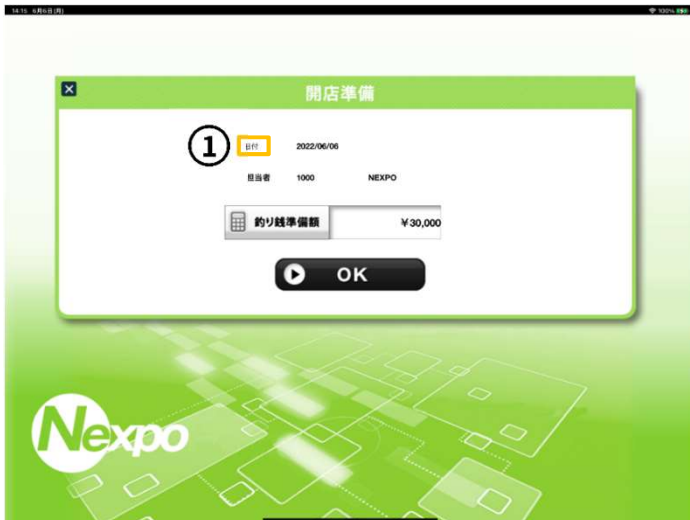 14:15 6月6日(月)
100%
開店準備
① 日付 2022/06/06
担当者 1000 NEXPO
釣り銭準備額 ¥30,000
OK
Nexpo